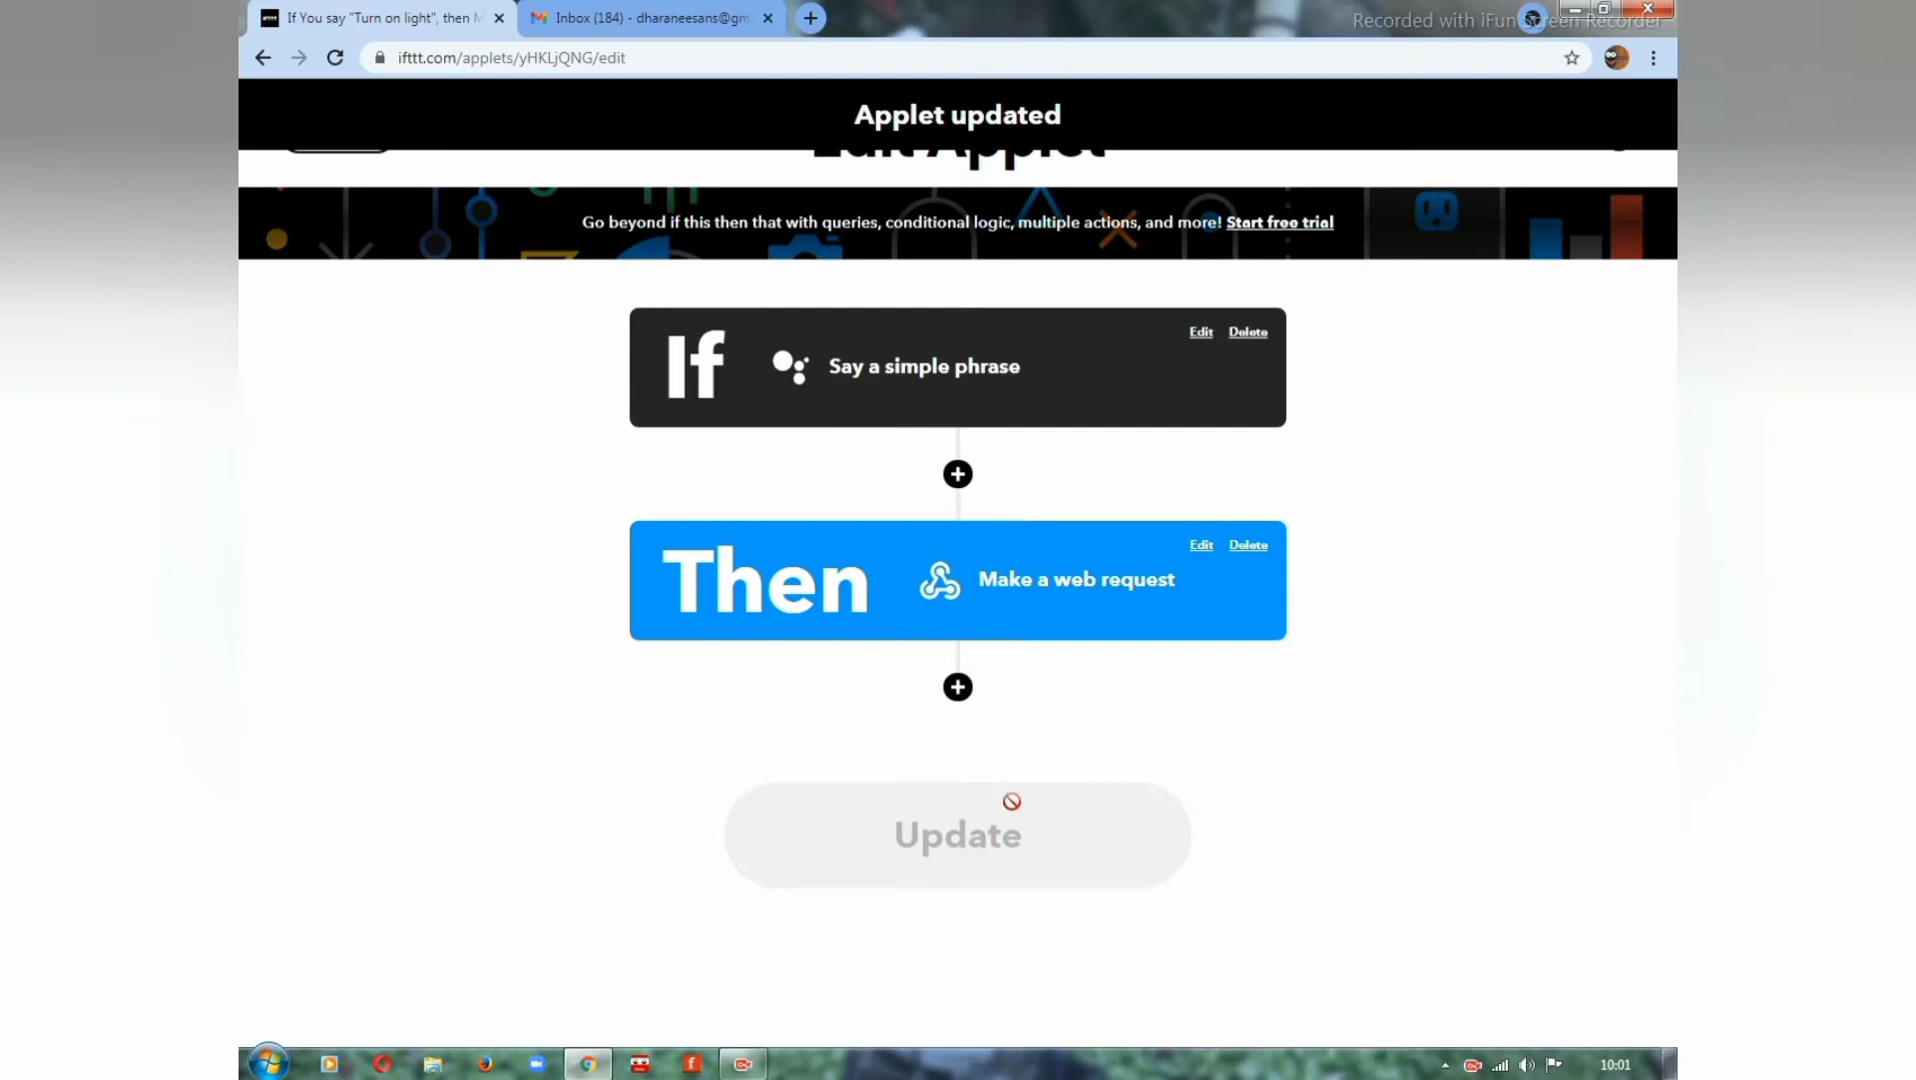 If You say "Turn on light", then M
Inbox (184) - dharaneesans@gm
Recorded with iFun Screen Recorder
ifttt.com/applets/yHKLjQNG/edit
Applet updated
Edit Applet
Go beyond if this then that with queries, conditional logic, multiple actions, and more! Start free trial
Edit Delete
If Say a simple phrase
Edit Delete
Then Make a web request
Update
10:01